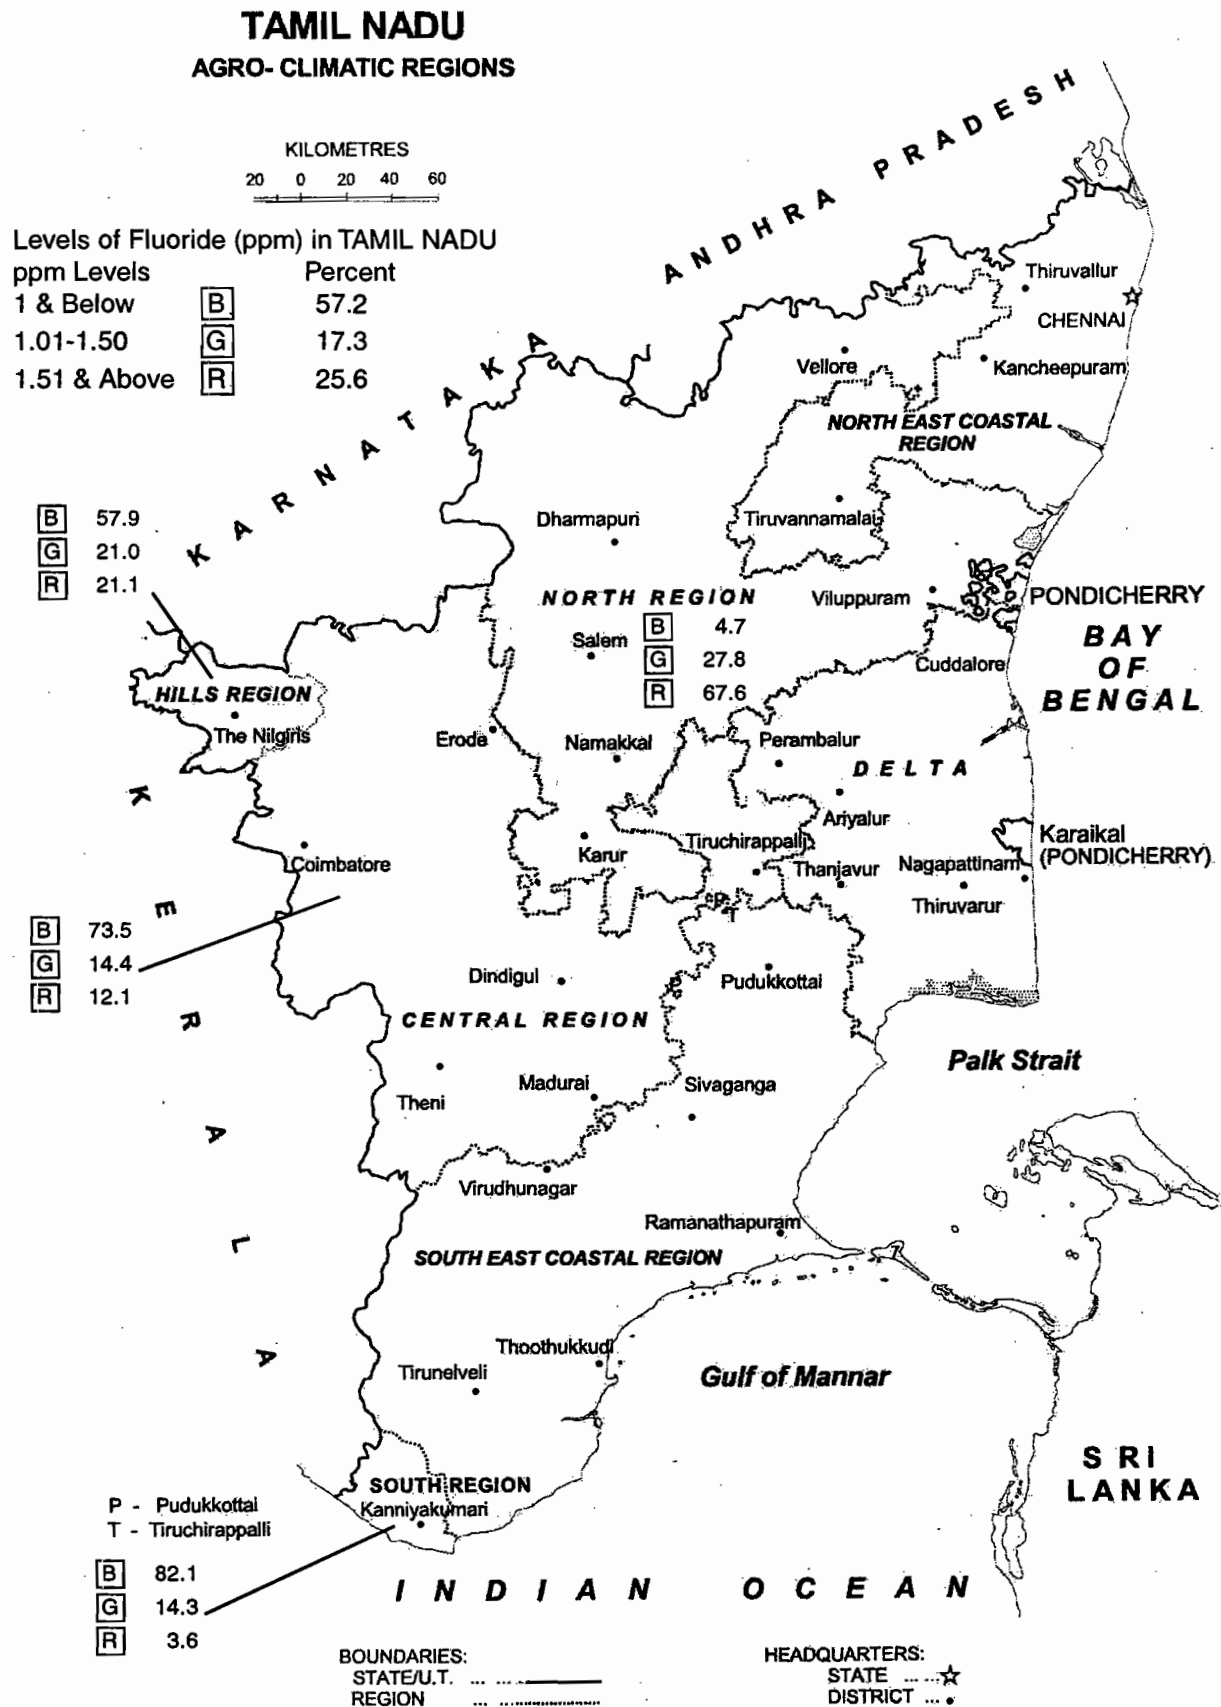 TAMIL NADU
AGRO- CLIMATIC REGIONS
KILOMETRES
20 0 20 40 60
Levels of Fluoride (ppm) in TAMIL NADU
ppm Levels Percent
1 & Below B 57.2
1.01-1.50 G 17.3
1.51 & Above R 25.6
ANDHRA PRADESH
KARNATAKA
Thiruvallur
CHENNAI
Vellore
Kancheepuram
NORTH EAST COASTAL
REGION
B 57.9
G 21.0
R 21.1
Dharmapuri
Tiruvannamalai
NORTH REGION
B 4.7
G 27.8
R 67.6
Salem
Viluppuram
PONDICHERRY
Cuddalore
BAY
OF
BENGAL
HILLS REGION
The Nilgiris
Erode
Namakkal
Perambalur
DELTA
Ariyalur
Coimbatore
Karur
Tiruchirappalli
Thanjavur
Nagapattinam
Karaikal
(PONDICHERRY)
Thiruvarur
P
T
KERALA
B 73.5
G 14.4
R 12.1
Dindigul
Pudukkottai
P
CENTRAL REGION
Palk Strait
Theni
Madurai
Sivaganga
Virudhunagar
Ramanathapuram
SOUTH EAST COASTAL REGION
Thoothukkudi
Tirunelveli
Gulf of Mannar
SRI
LANKA
SOUTH REGION
Kanniyakumari
P - Pudukkottai
T - Tiruchirappalli
B 82.1
G 14.3
R 3.6
INDIAN OCEAN
BOUNDARIES:
STATE/U.T. ... .....
REGION ... .....
HEADQUARTERS:
STATE .... ...
DISTRICT ...